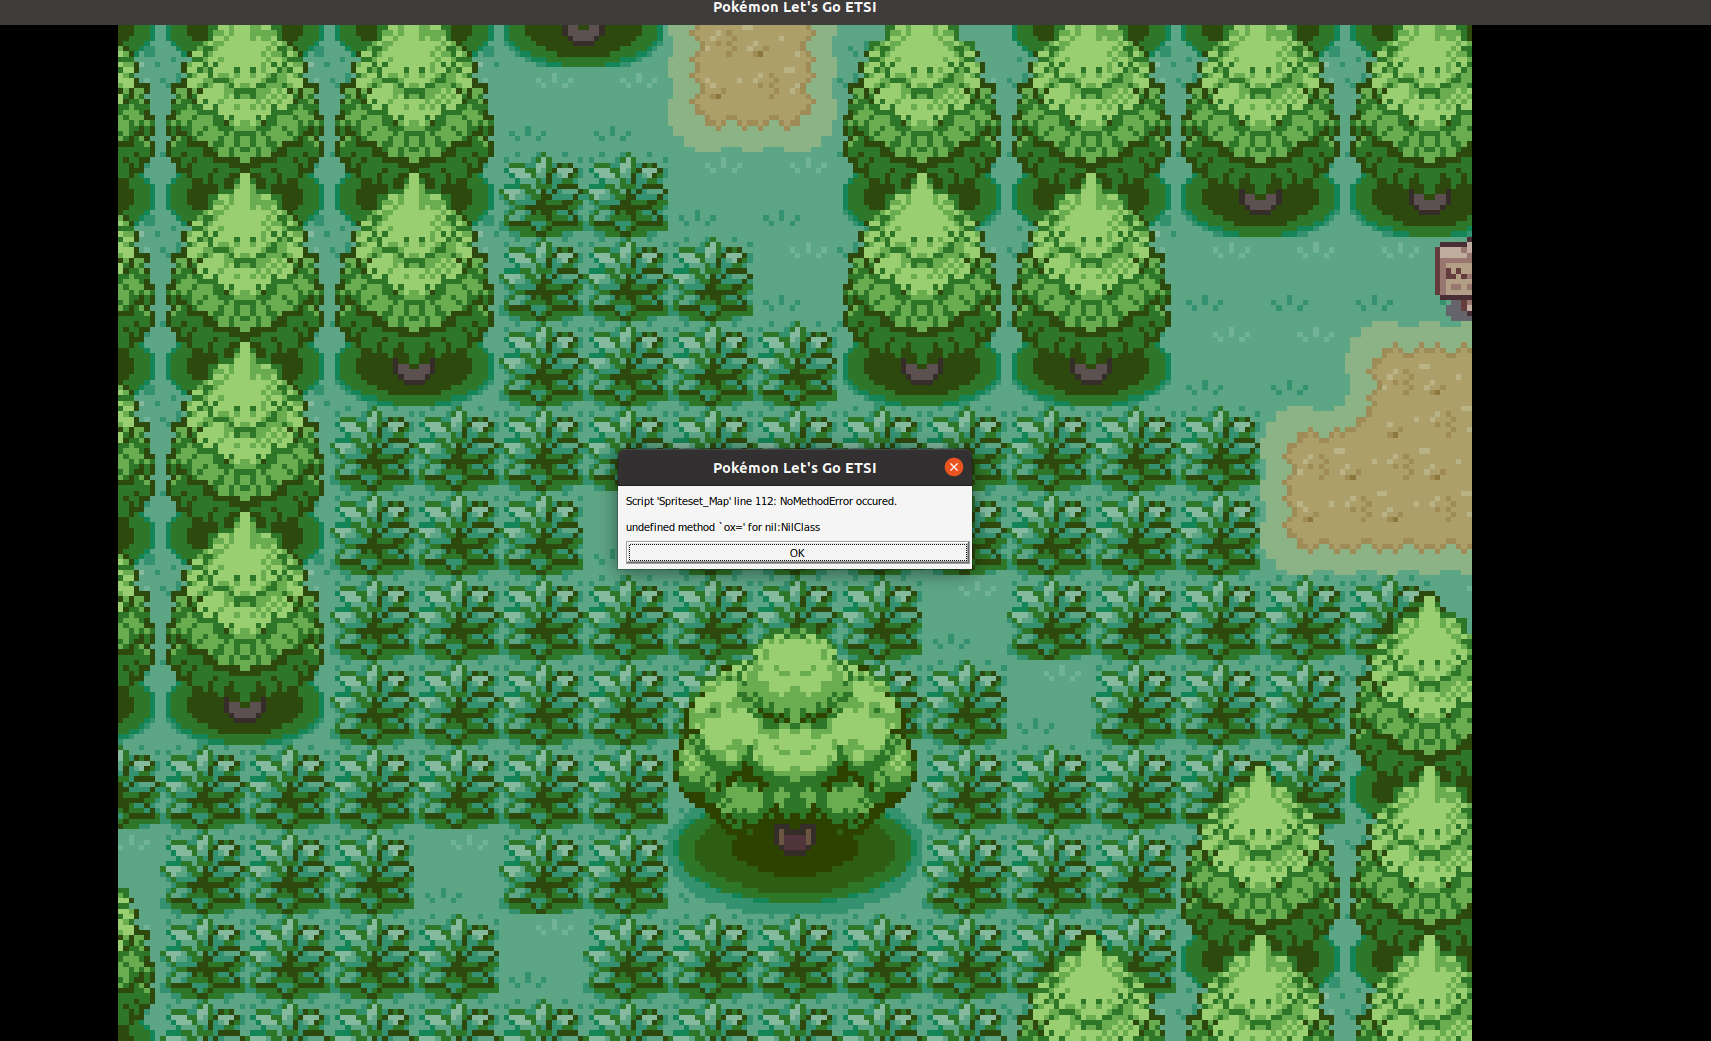 Pokémon Let's Go ETSI
Pokémon Let's Go ETSI
Script 'Spriteset_Map' line 112: NoMethodError occured.
undefined method `ox=' for nil:NilClass
OK